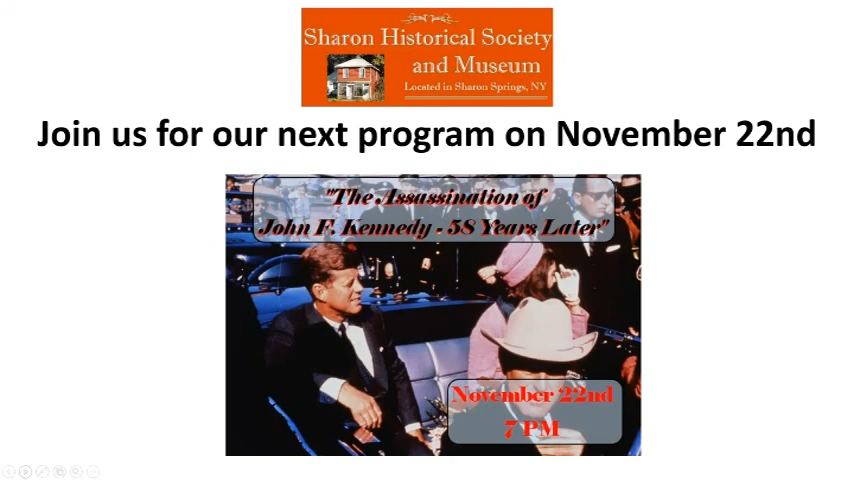 Sharon Historical Society
and Museum
Located in Sharon Springs, NY
Join us for our next program on November 22nd
"The Assassination of
John F. Kennedy - 58 Years Later"
November 22nd
7 PM